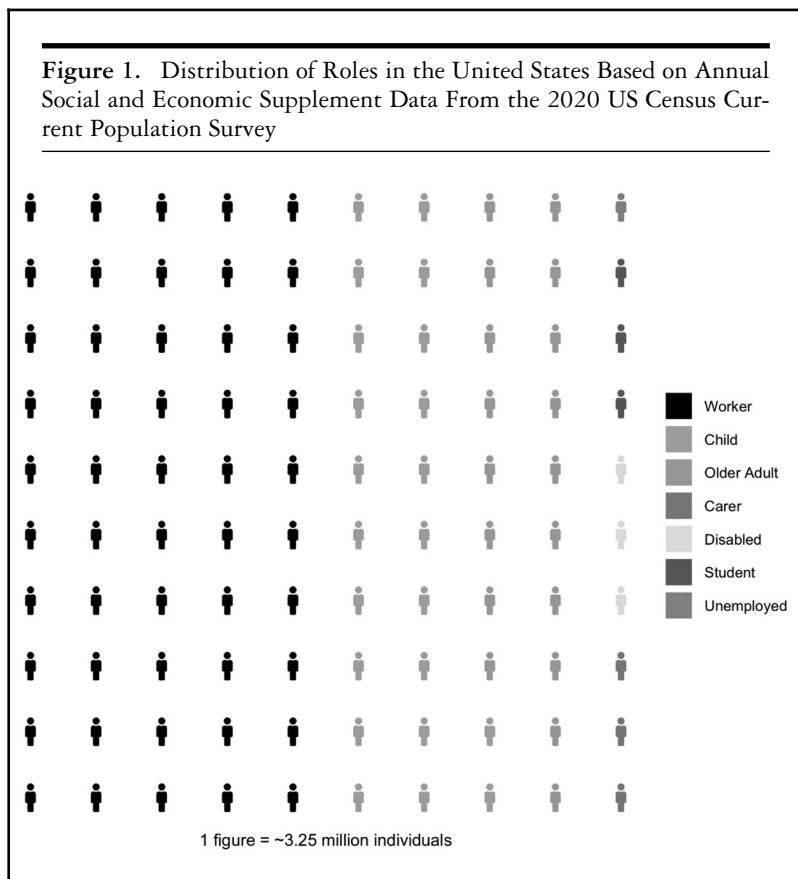 Figure 1. Distribution of Roles in the United States Based on Annual
Social and Economic Supplement Data From the 2020 US Census Cur-
rent Population Survey
Worker
Child
Older Adult
Carer
Disabled
Student
Unemployed
1 figure = ~3.25 million individuals